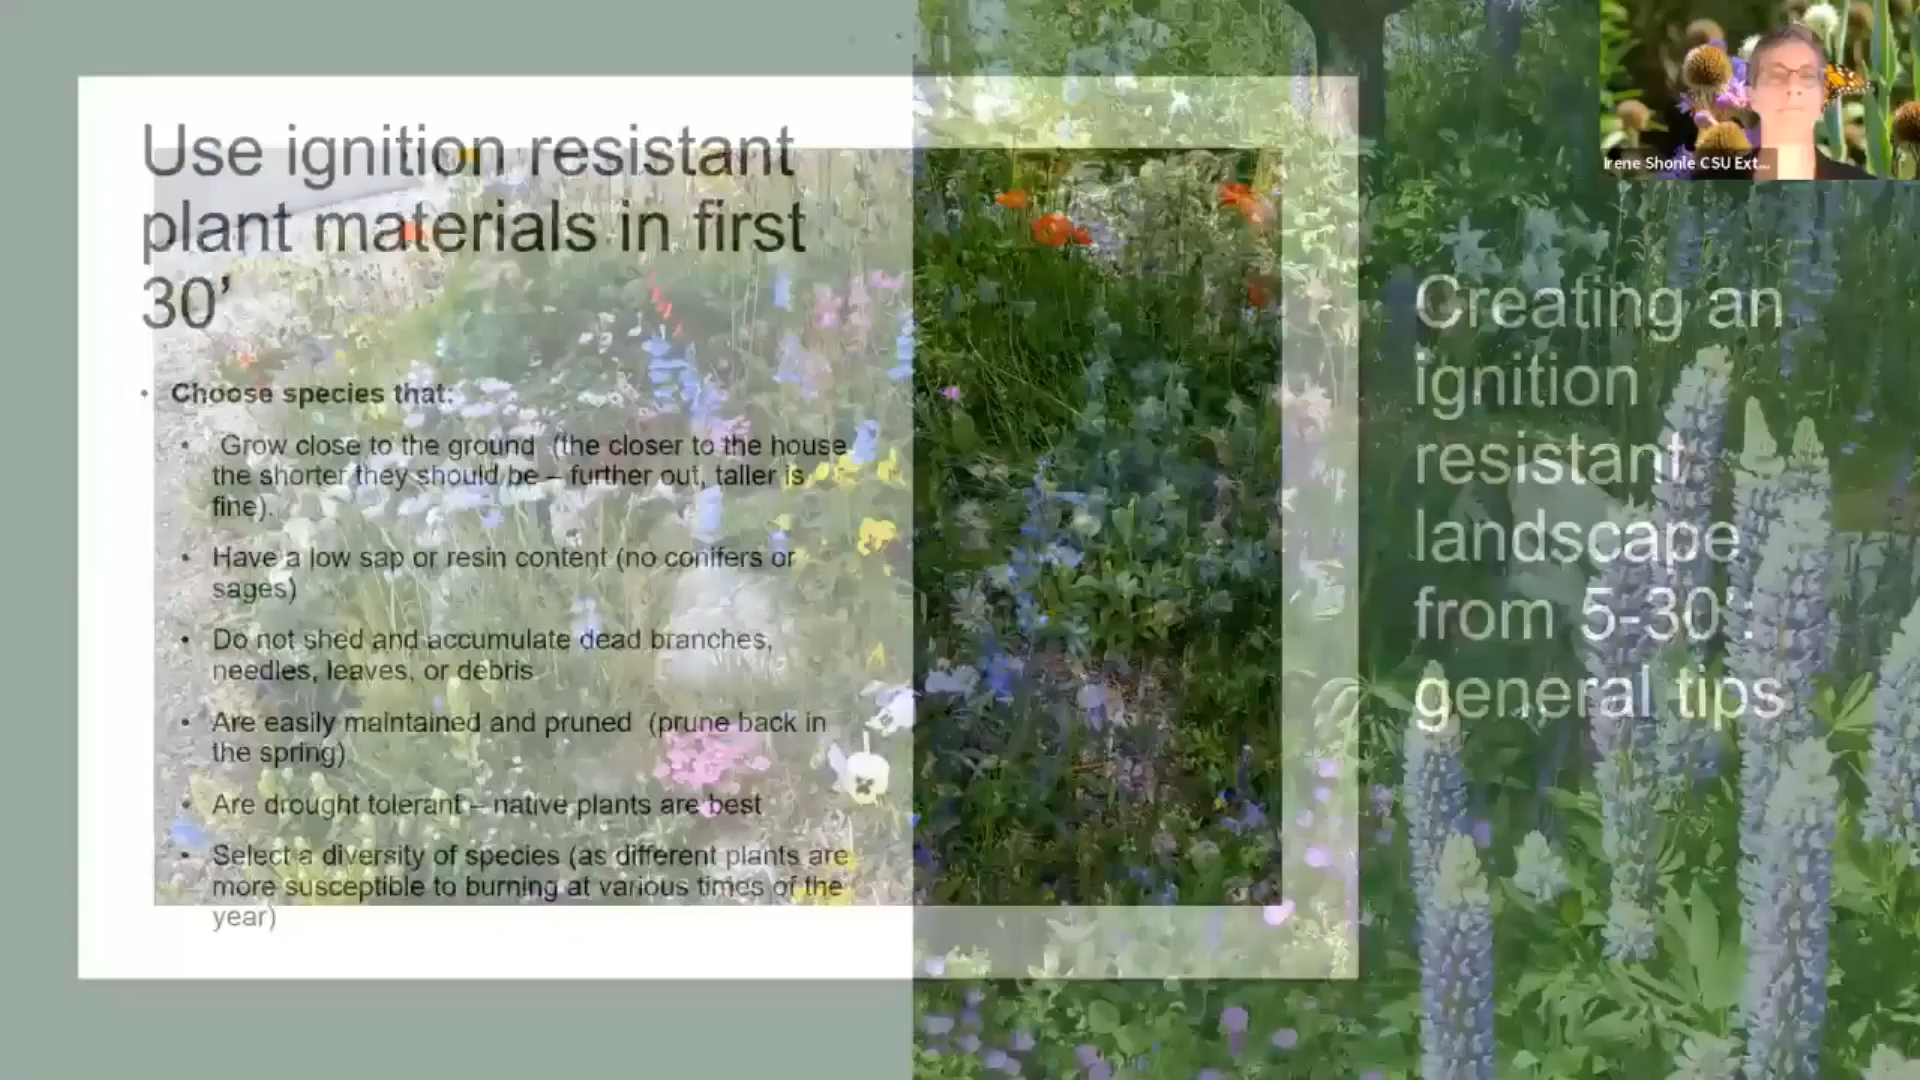 Use ignition resistant
plant materials in first
30’
• Choose species that:
• Grow close to the ground (the closer to the house
the shorter they should be – further out, taller is
fine).
• Have a low sap or resin content (no conifers or
sages)
• Do not shed and accumulate dead branches,
needles, leaves, or debris
• Are easily maintained and pruned (prune back in
the spring)
• Are drought tolerant – native plants are best
• Select a diversity of species (as different plants are
more susceptible to burning at various times of the
year)
Creating an
ignition
resistant
landscape
from 5-30’:
general tips
Irene Shonle CSU Ext...